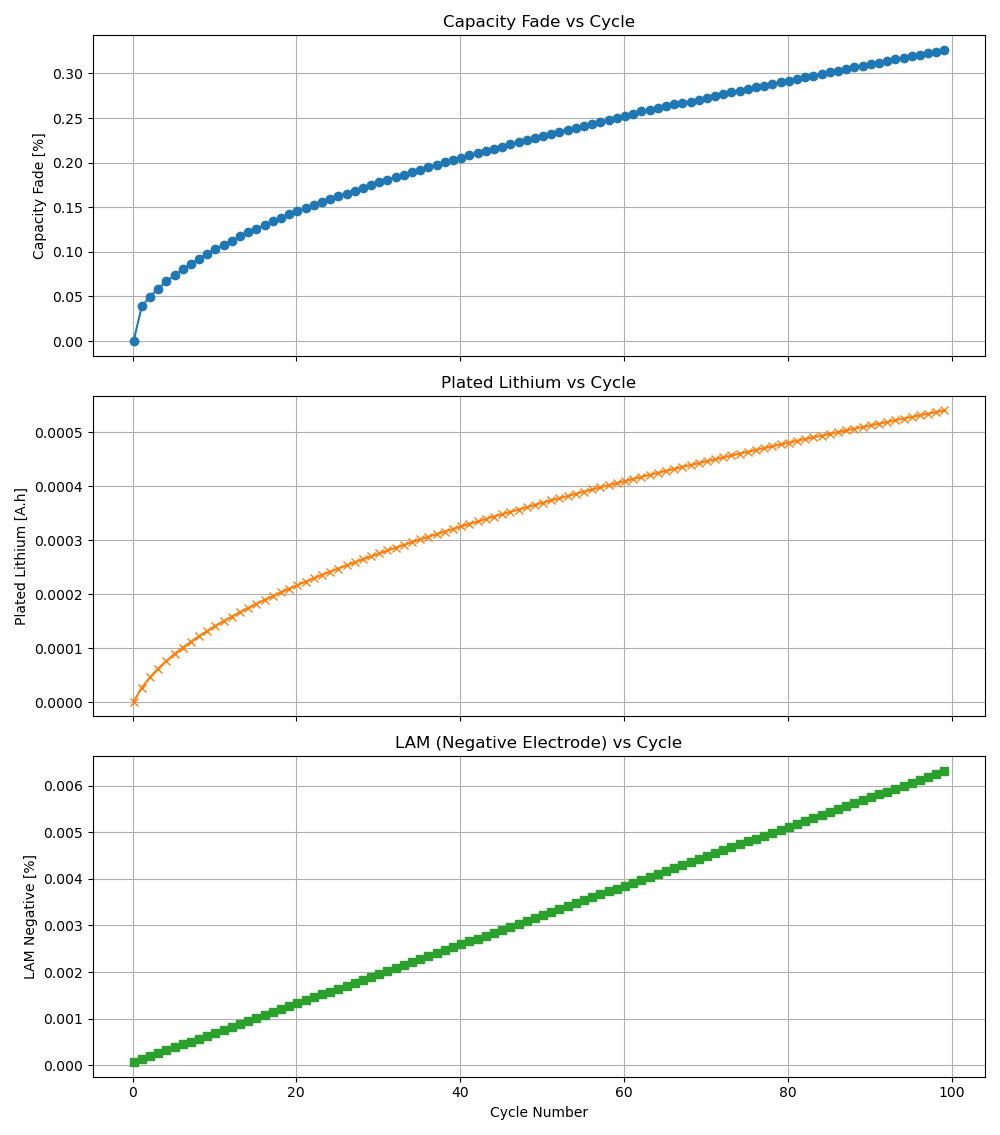 Capacity Fade vs Cycle
Capacity Fade [%]
0.30
0.25
0.20
0.15
0.10
0.05
0.00
Plated Lithium vs Cycle
Plated Lithium [A.h]
0.0005
0.0004
0.0003
0.0002
0.0001
0.0000
LAM (Negative Electrode) vs Cycle
LAM Negative [%]
0.006
0.005
0.004
0.003
0.002
0.001
0.000
0 20 40 60 80 100
Cycle Number